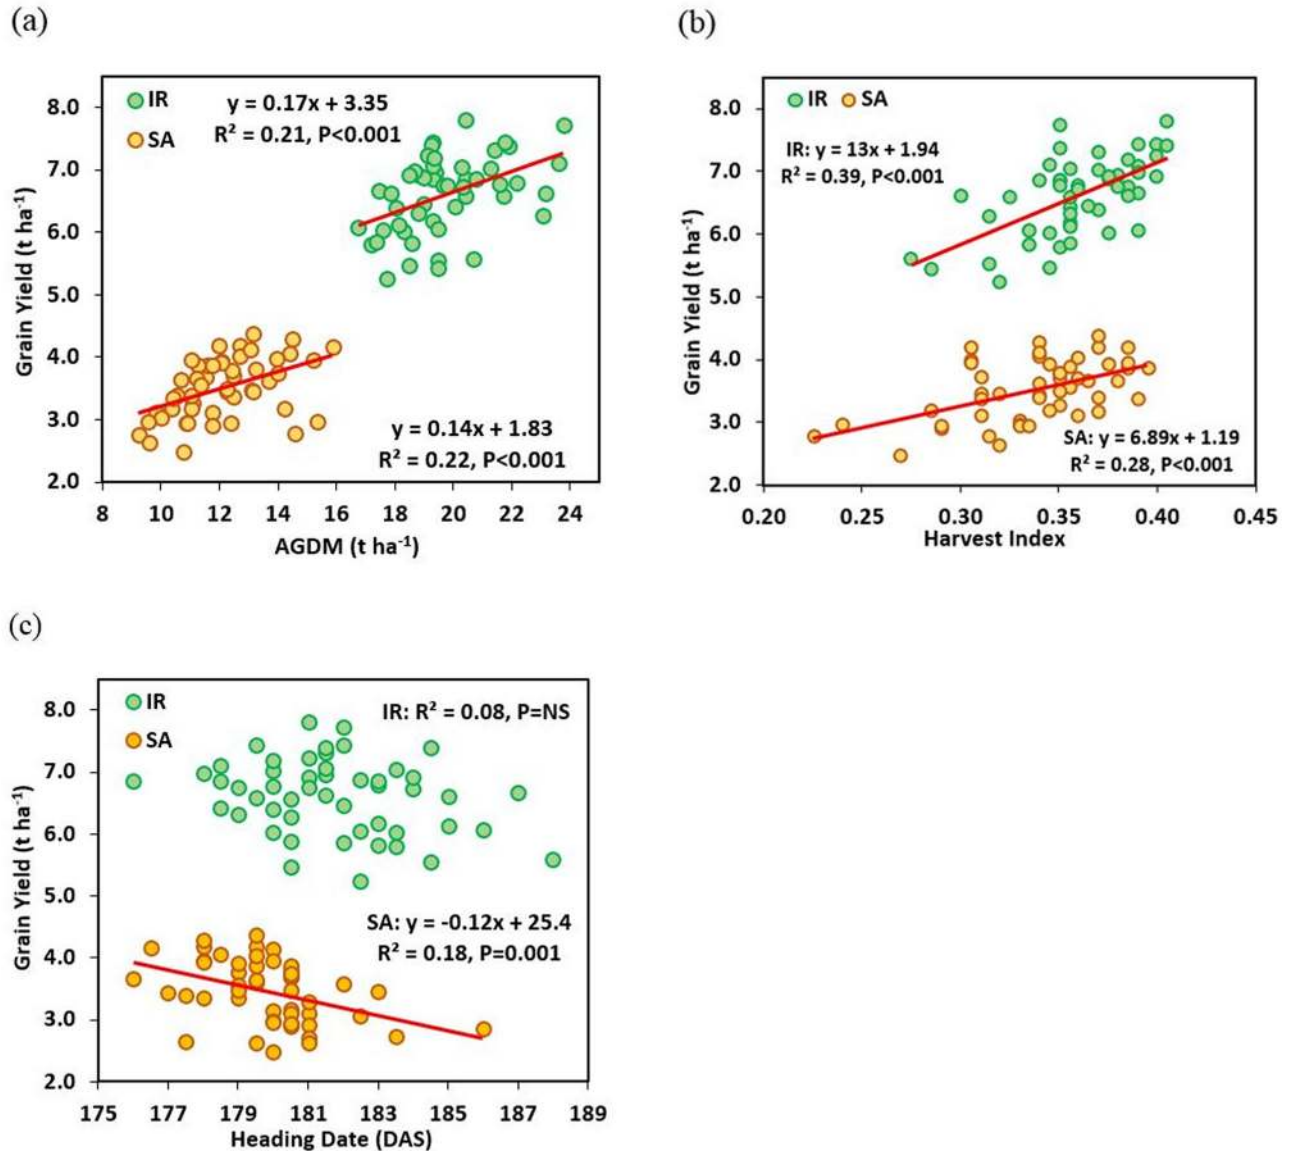 (a)
IR
SA
y = 0.17x + 3.35
R² = 0.21, P<0.001
8.0
7.0
6.0
5.0
4.0
3.0
2.0
Grain Yield (t ha⁻¹)
y = 0.14x + 1.83
R² = 0.22, P<0.001
8 10 12 14 16 18 20 22 24
AGDM (t ha⁻¹)
(b)
IR SA
IR: y = 13x + 1.94
R² = 0.39, P<0.001
8.0
7.0
6.0
5.0
4.0
3.0
2.0
Grain Yield (t ha⁻¹)
SA: y = 6.89x + 1.19
R² = 0.28, P<0.001
0.20 0.25 0.30 0.35 0.40 0.45
Harvest Index
(c)
IR
SA
IR: R² = 0.08, P=NS
8.0
7.0
6.0
5.0
4.0
3.0
2.0
Grain Yield (t ha⁻¹)
SA: y = -0.12x + 25.4
R² = 0.18, P=0.001
175 177 179 181 183 185 187 189
Heading Date (DAS)